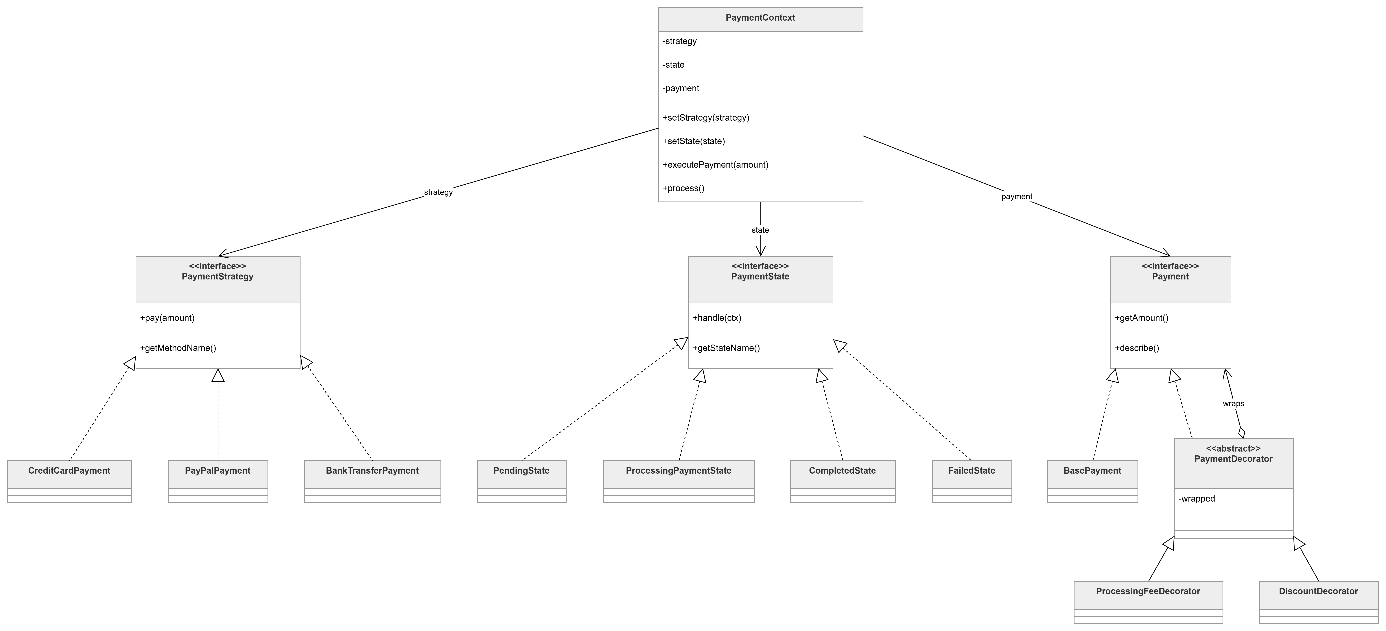 PaymentContext
-strategy
-state
-payment
+setStrategy(strategy)
+setState(state)
+executePayment(amount)
+process()
strategy
state
payment
<<interface>>
PaymentStrategy
+pay(amount)
+getMethodName()
<<interface>>
PaymentState
+handle(ctx)
+getStateName()
<<interface>>
Payment
+getAmount()
+describe()
wraps
CreditCardPayment
PayPalPayment
BankTransferPayment
PendingState
ProcessingPaymentState
CompletedState
FailedState
BasePayment
<<abstract>>
PaymentDecorator
-wrapped
ProcessingFeeDecorator
DiscountDecorator